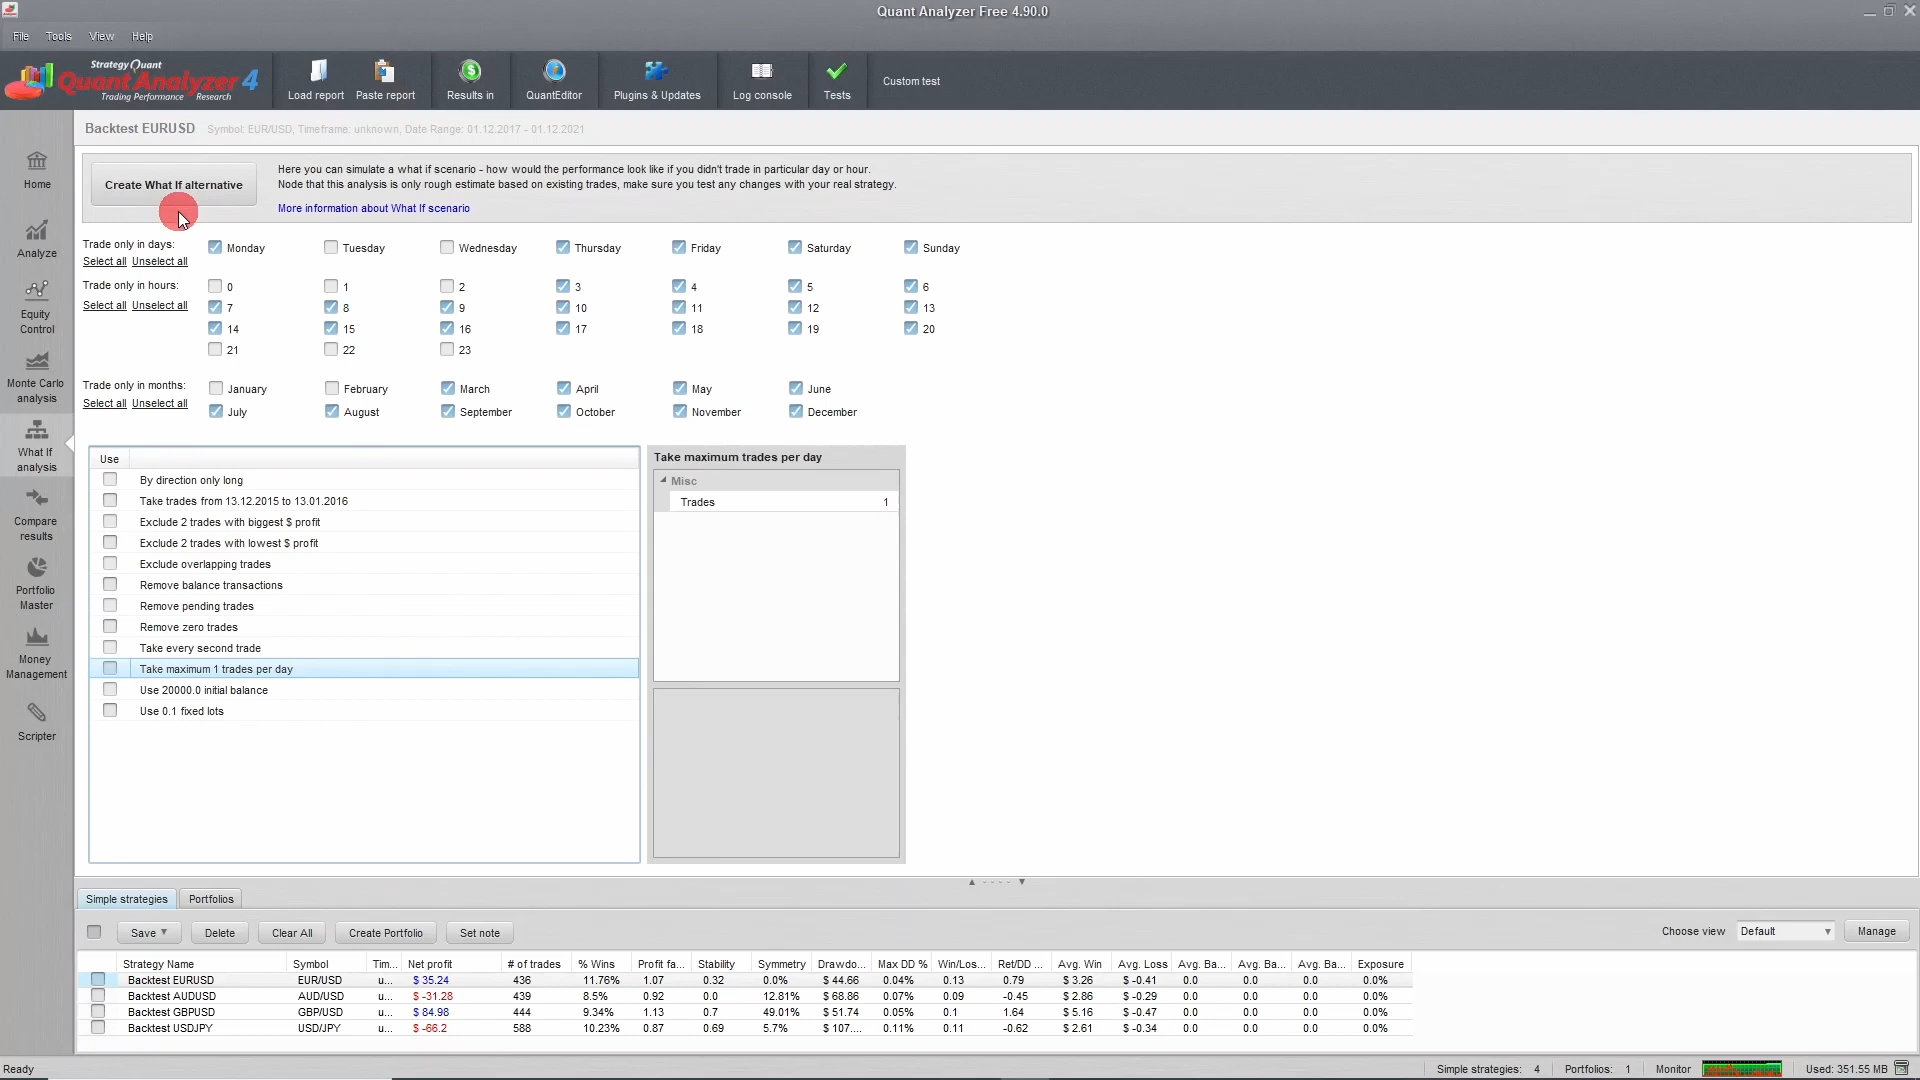 Quant Analyzer Free 4.90.0
File Tools View Help
StrategyQuant
QuantAnalyzer 4
Trading Performance Research
Load report Paste report Results in QuantEditor Plugins & Updates Log console Tests Custom test
Backtest EURUSD Symbol: EUR/USD, Timeframe: unknown, Date Range: 01.12.2017 - 01.12.2021
Home
Analyze
Equity
Control
Monte Carlo
analysis
What If
analysis
Compare
results
Portfolio
Master
Money
Management
Scripter
Create What If alternative
Here you can simulate a what if scenario - how would the performance look like if you didn't trade in particular day or hour.
Node that this analysis is only rough estimate based on existing trades, make sure you test any changes with your real strategy.
More information about What If scenario
Trade only in days: Monday Tuesday Wednesday Thursday Friday Saturday Sunday
Select all Unselect all
Trade only in hours: 0 1 2 3 4 5 6
Select all Unselect all 7 8 9 10 11 12 13
14 15 16 17 18 19 20
21 22 23
Trade only in months: January February March April May June
Select all Unselect all July August September October November December
Use
By direction only long
Take trades from 13.12.2015 to 13.01.2016
Exclude 2 trades with biggest $ profit
Exclude 2 trades with lowest $ profit
Exclude overlapping trades
Remove balance transactions
Remove pending trades
Remove zero trades
Take every second trade
Take maximum 1 trades per day
Use 20000.0 initial balance
Use 0.1 fixed lots
Take maximum trades per day
Misc
Trades 1
Simple strategies Portfolios
Save Delete Clear All Create Portfolio Set note Choose view Default Manage
Strategy Name Symbol Tim... Net profit # of trades % Wins Profit fa... Stability Symmetry Drawdo... Max DD % Win/Los... Ret/DD ... Avg. Win Avg. Loss Avg. Ba... Avg. Ba... Avg. Ba... Exposure
Backtest EURUSD EUR/USD u... $ 35.24 436 11.76% 1.07 0.32 0.0% $ 44.66 0.04% 0.13 0.79 $ 3.26 $ -0.41 0.0 0.0 0.0 0.0%
Backtest AUDUSD AUD/USD u... $ -31.28 439 8.5% 0.92 0.0 12.81% $ 68.86 0.07% 0.09 -0.45 $ 2.86 $ -0.29 0.0 0.0 0.0 0.0%
Backtest GBPUSD GBP/USD u... $ 84.98 444 9.34% 1.13 0.7 49.01% $ 51.74 0.05% 0.1 1.64 $ 5.16 $ -0.47 0.0 0.0 0.0 0.0%
Backtest USDJPY USD/JPY u... $ -66.2 588 10.23% 0.87 0.69 5.7% $ 107.... 0.11% 0.11 -0.62 $ 2.61 $ -0.34 0.0 0.0 0.0 0.0%
Ready Simple strategies: 4 Portfolios: 1 Monitor Used: 351.55 MB